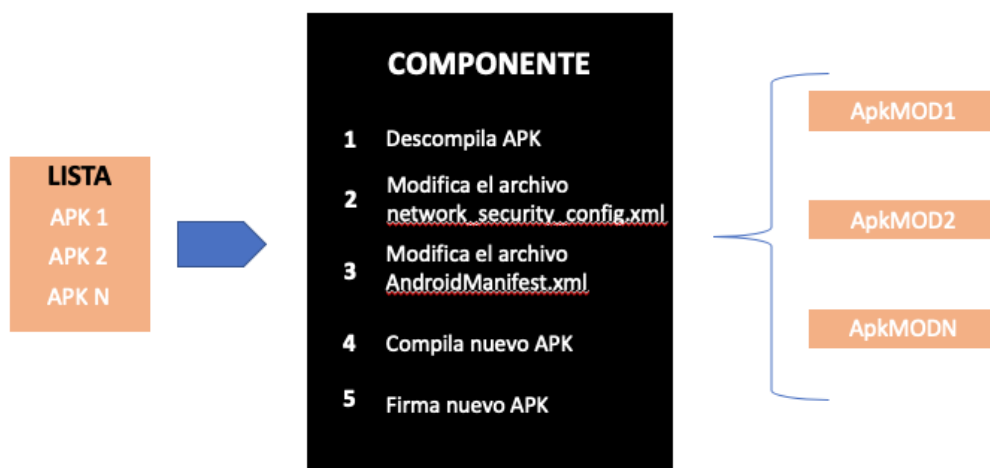 LISTA
APK 1
APK 2
APK N
COMPONENTE
1 Descompila APK
2 Modifica el archivo
network_security_config.xml
3 Modifica el archivo
AndroidManifest.xml
4 Compila nuevo APK
5 Firma nuevo APK
ApkMOD1
ApkMOD2
ApkMODN